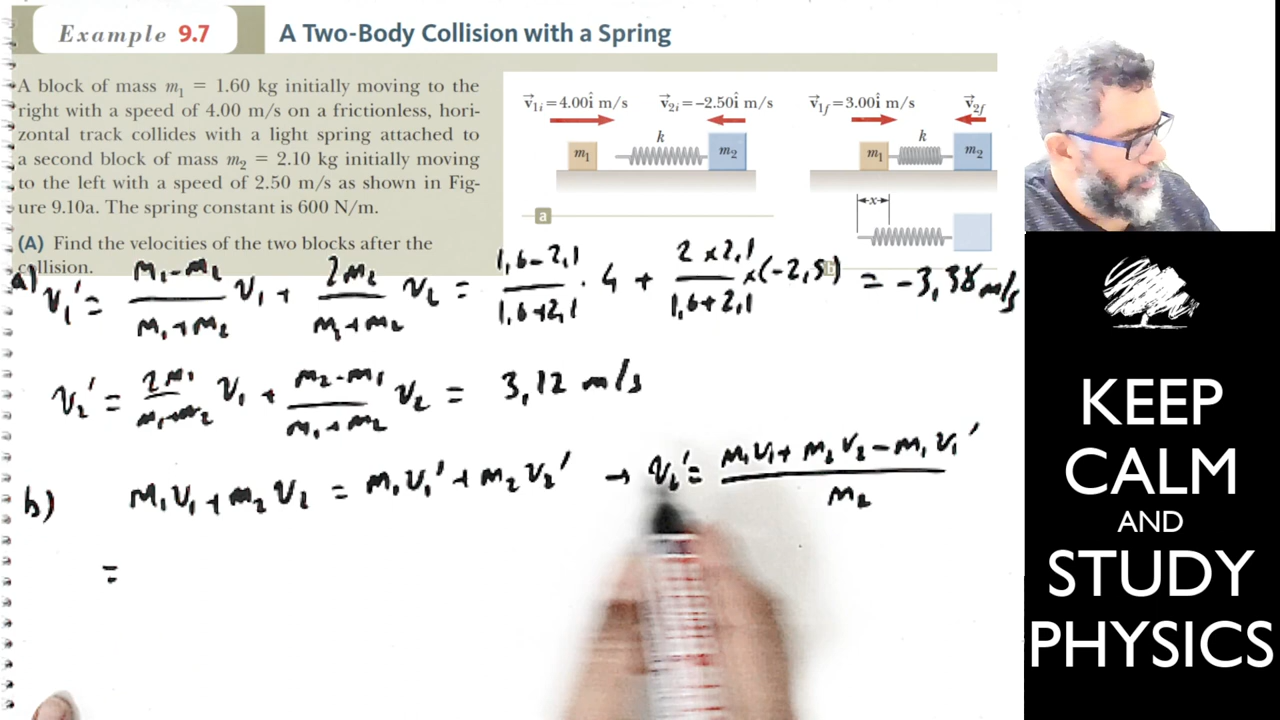 Example 9.7 A Two-Body Collision with a Spring
A block of mass m₁ = 1.60 kg initially moving to the
right with a speed of 4.00 m/s on a frictionless, hori-
zontal track collides with a light spring attached to
a second block of mass m₂ = 2.10 kg initially moving
to the left with a speed of 2.50 m/s as shown in Fig-
ure 9.10a. The spring constant is 600 N/m.
(A) Find the velocities of the two blocks after the
collision.
v⃗₁ᵢ=4.00î m/s v⃗₂ᵢ=−2.50î m/s
k
m₁ m₂
a
v⃗₁f=3.00î m/s v⃗₂f
k
m₁ m₂
x
b
a) v₁' = (m₁-m₂)/(m₁+m₂) v₁ + 2m₂/(m₁+m₂) v₂ = (1,6-2,1)/(1,6+2,1) · 4 + (2×2,1)/(1,6+2,1) ×(-2,5) = -3,38 m/s
v₂' = 2m₁/(m₁+m₂) v₁ + (m₂-m₁)/(m₁+m₂) v₂ = 3,12 m/s
b) m₁v₁ + m₂v₂ = m₁v₁' + m₂v₂' → v₂' = (m₁v₁ + m₂v₂ - m₁v₁')/m₂
=
KEEP
CALM
AND
STUDY
PHYSICS